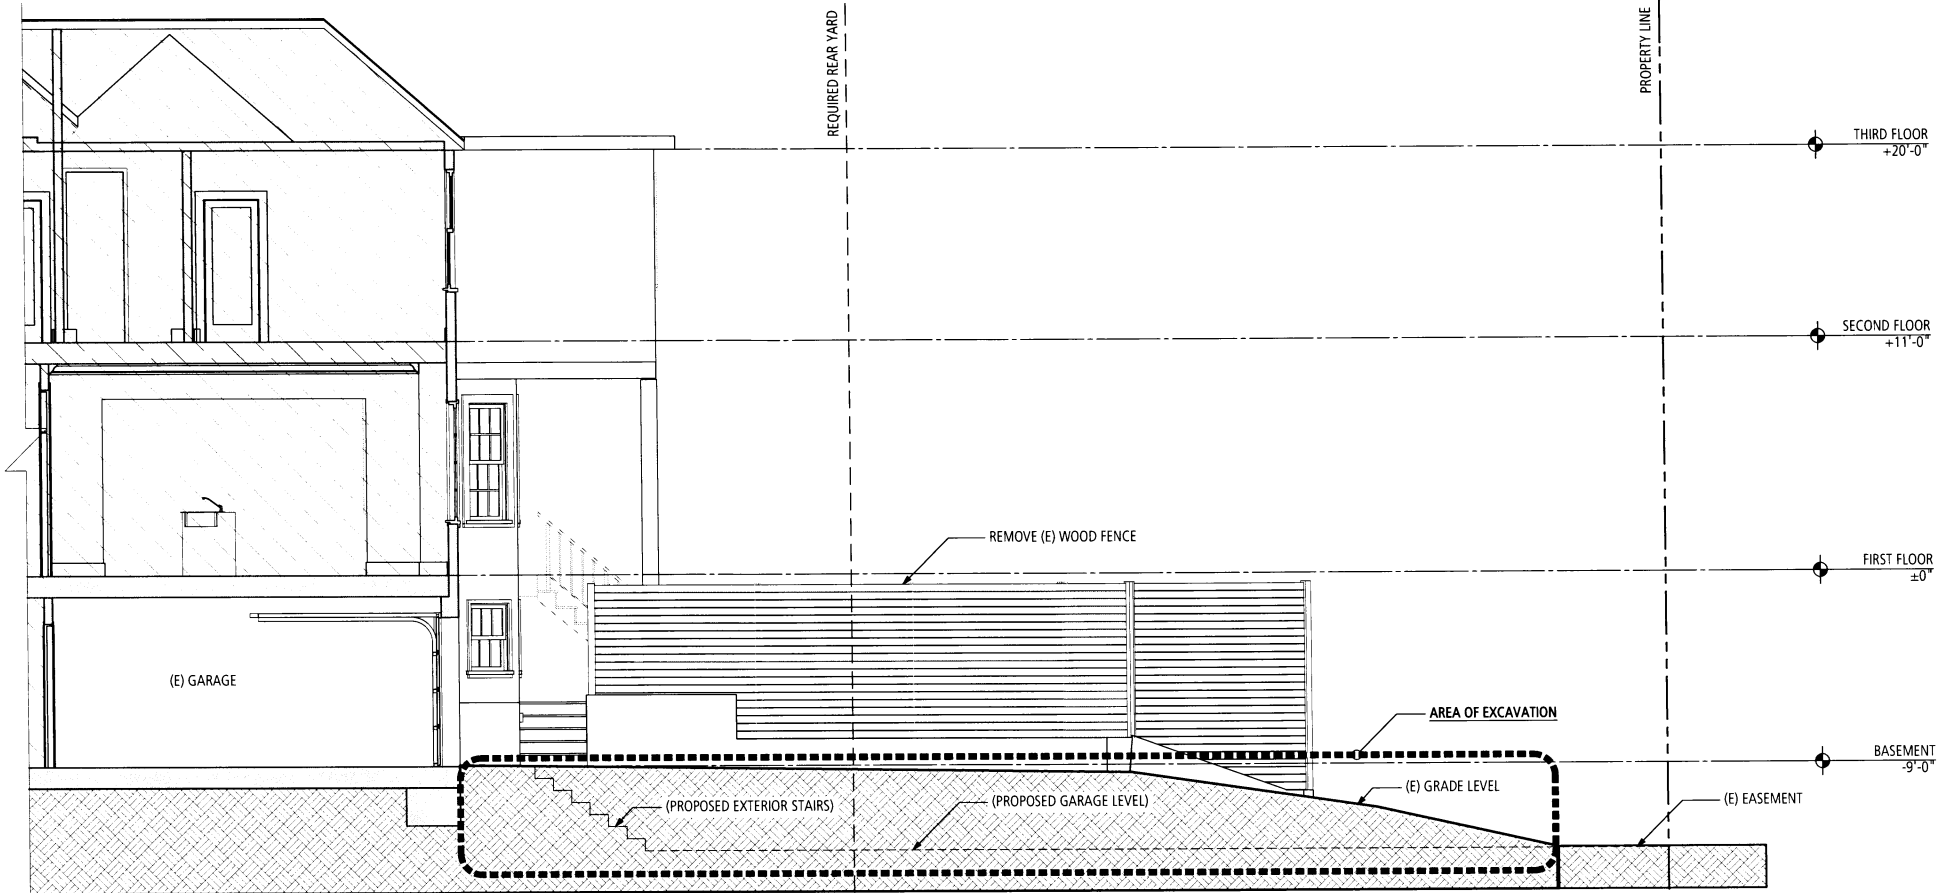 REQUIRED REAR YARD
PROPERTY LINE
THIRD FLOOR
+20'-0"
SECOND FLOOR
+11'-0"
REMOVE (E) WOOD FENCE
FIRST FLOOR
±0"
(E) GARAGE
AREA OF EXCAVATION
BASEMENT
-9'-0"
(PROPOSED EXTERIOR STAIRS)
(PROPOSED GARAGE LEVEL)
(E) GRADE LEVEL
(E) EASEMENT